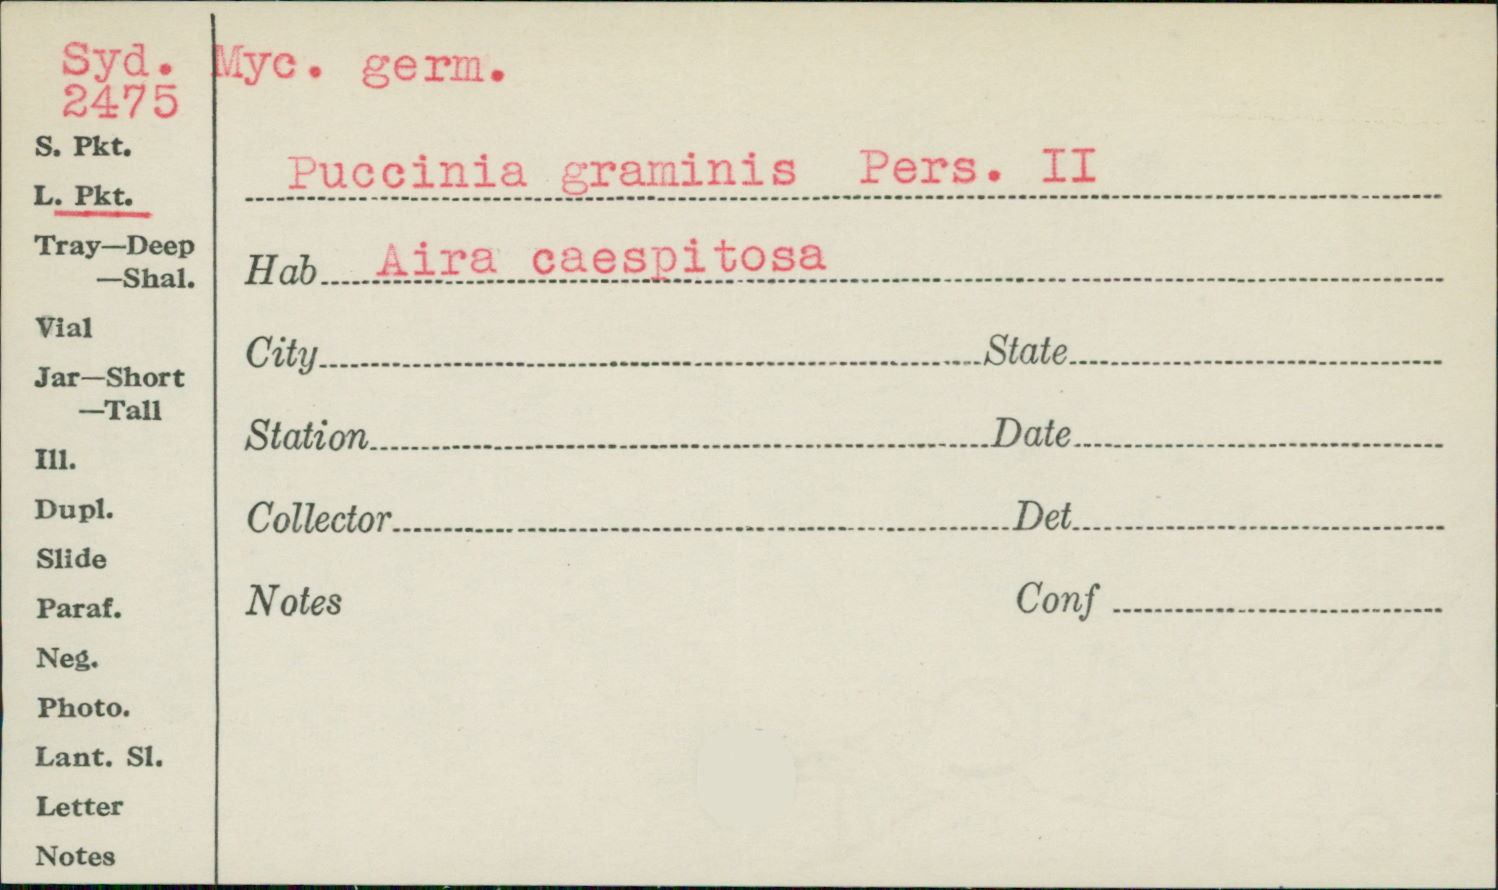 Syd. Myc. germ.
2475
S. Pkt.
L. Pkt.
Tray—Deep
—Shal.
Vial
Jar—Short
—Tall
Ill.
Dupl.
Slide
Paraf.
Neg.
Photo.
Lant. Sl.
Letter
Notes
Puccinia graminis Pers. II
Hab Aira caespitosa
City State
Station Date
Collector Det
Notes Conf